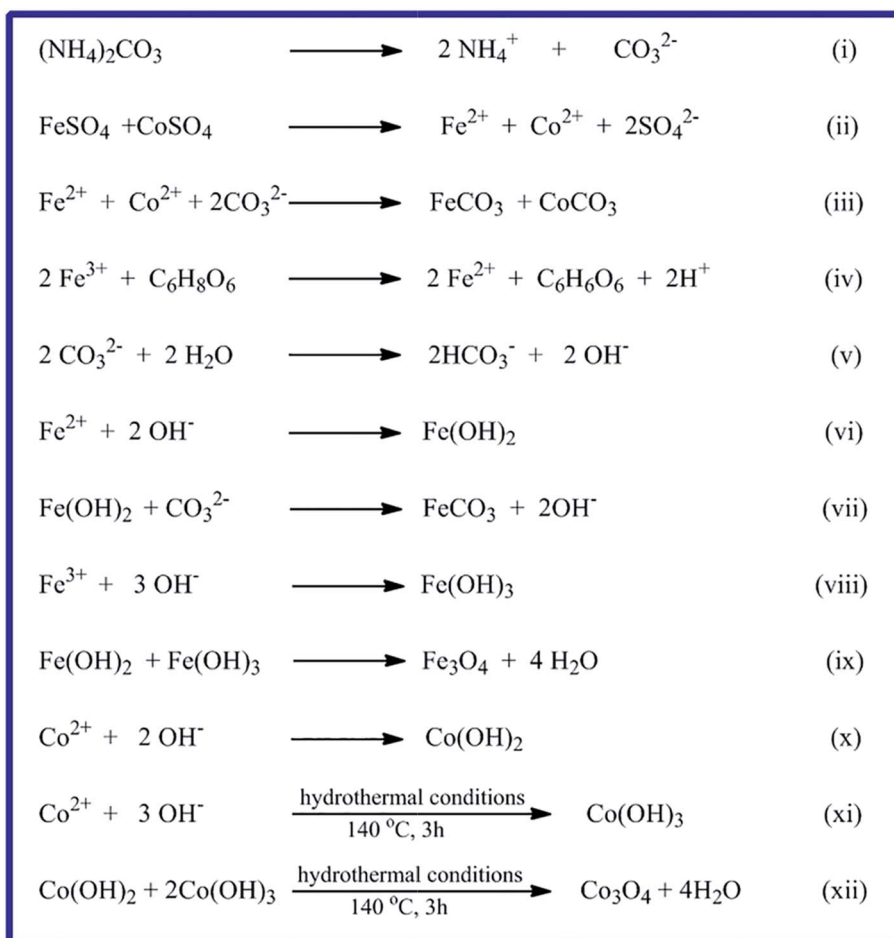 (NH₄)₂CO₃ ⟶ 2 NH₄⁺ + CO₃²⁻ (i)
FeSO₄ +CoSO₄ ⟶ Fe²⁺ + Co²⁺ + 2SO₄²⁻ (ii)
Fe²⁺ + Co²⁺ + 2CO₃²⁻ ⟶ FeCO₃ + CoCO₃ (iii)
2 Fe³⁺ + C₆H₈O₆ ⟶ 2 Fe²⁺ + C₆H₆O₆ + 2H⁺ (iv)
2 CO₃²⁻ + 2 H₂O ⟶ 2HCO₃⁻ + 2 OH⁻ (v)
Fe²⁺ + 2 OH⁻ ⟶ Fe(OH)₂ (vi)
Fe(OH)₂ + CO₃²⁻ ⟶ FeCO₃ + 2OH⁻ (vii)
Fe³⁺ + 3 OH⁻ ⟶ Fe(OH)₃ (viii)
Fe(OH)₂ + Fe(OH)₃ ⟶ Fe₃O₄ + 4 H₂O (ix)
Co²⁺ + 2 OH⁻ ⟶ Co(OH)₂ (x)
hydrothermal conditions
Co²⁺ + 3 OH⁻ ⟶ Co(OH)₃ (xi)
140 °C, 3h
hydrothermal conditions
Co(OH)₂ + 2Co(OH)₃ ⟶ Co₃O₄ + 4H₂O (xii)
140 °C, 3h